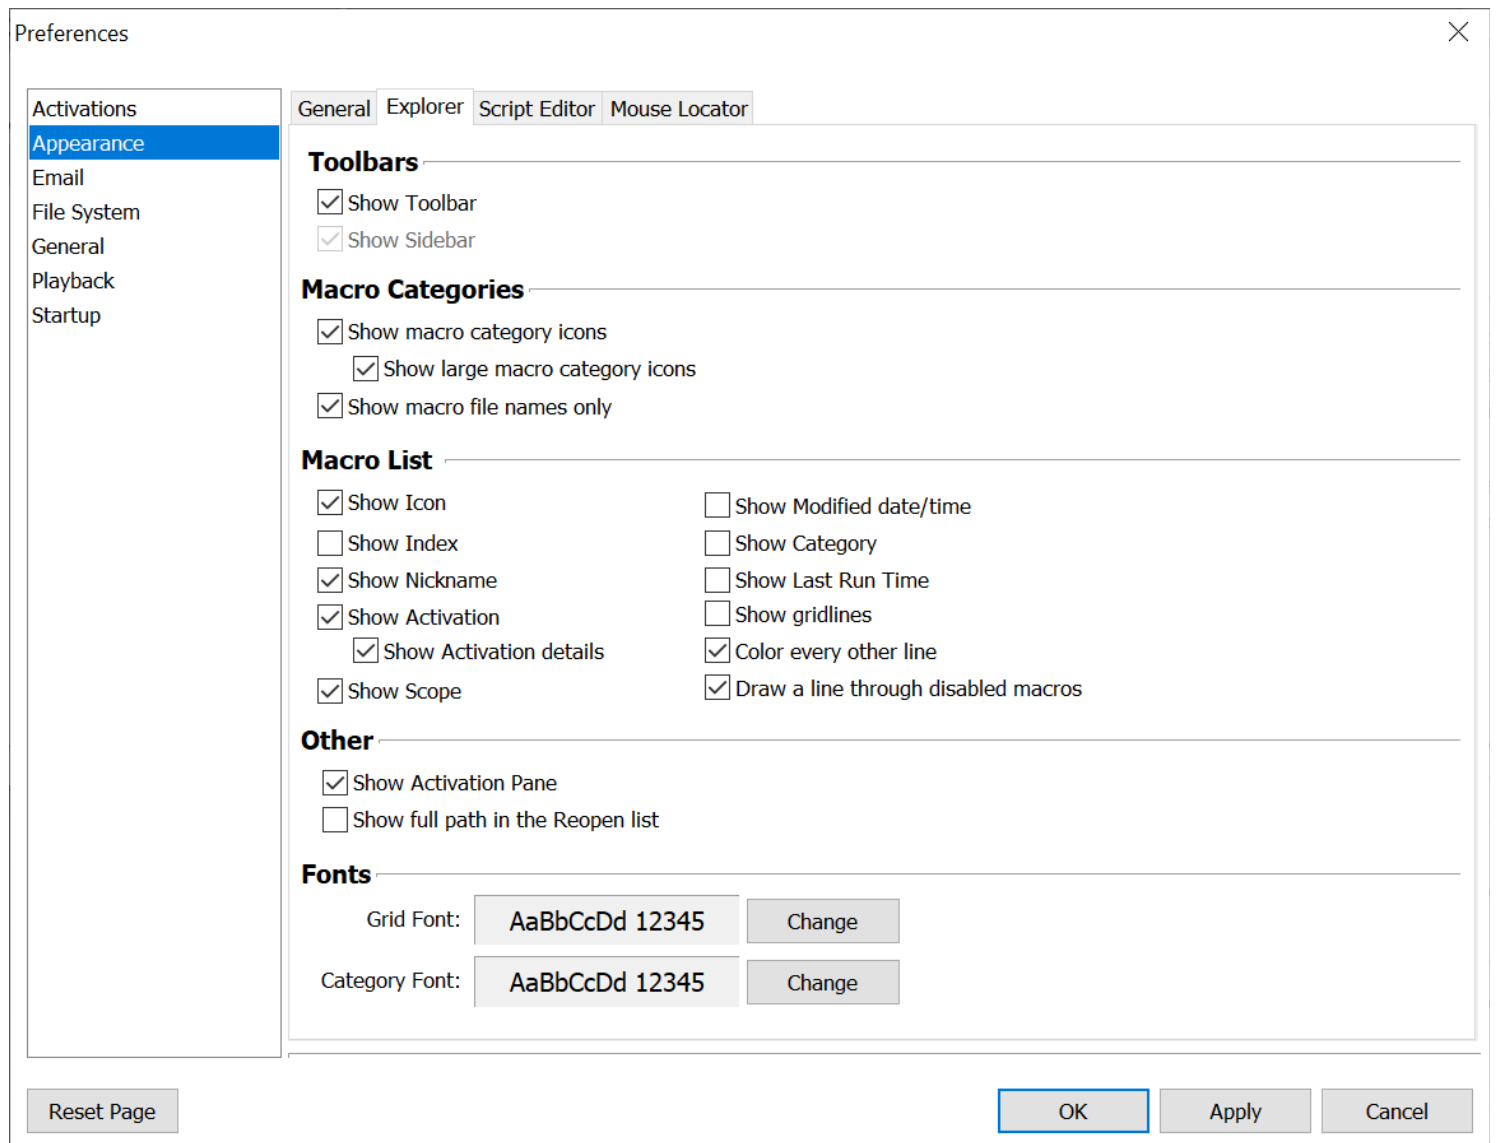 Preferences
Activations
Appearance
Email
File System
General
Playback
Startup
General Explorer Script Editor Mouse Locator
Toolbars
Show Toolbar
Show Sidebar
Macro Categories
Show macro category icons
Show large macro category icons
Show macro file names only
Macro List
Show Icon
Show Index
Show Nickname
Show Activation
Show Activation details
Show Scope
Show Modified date/time
Show Category
Show Last Run Time
Show gridlines
Color every other line
Draw a line through disabled macros
Other
Show Activation Pane
Show full path in the Reopen list
Fonts
Grid Font: AaBbCcDd 12345 Change
Category Font: AaBbCcDd 12345 Change
Reset Page OK Apply Cancel